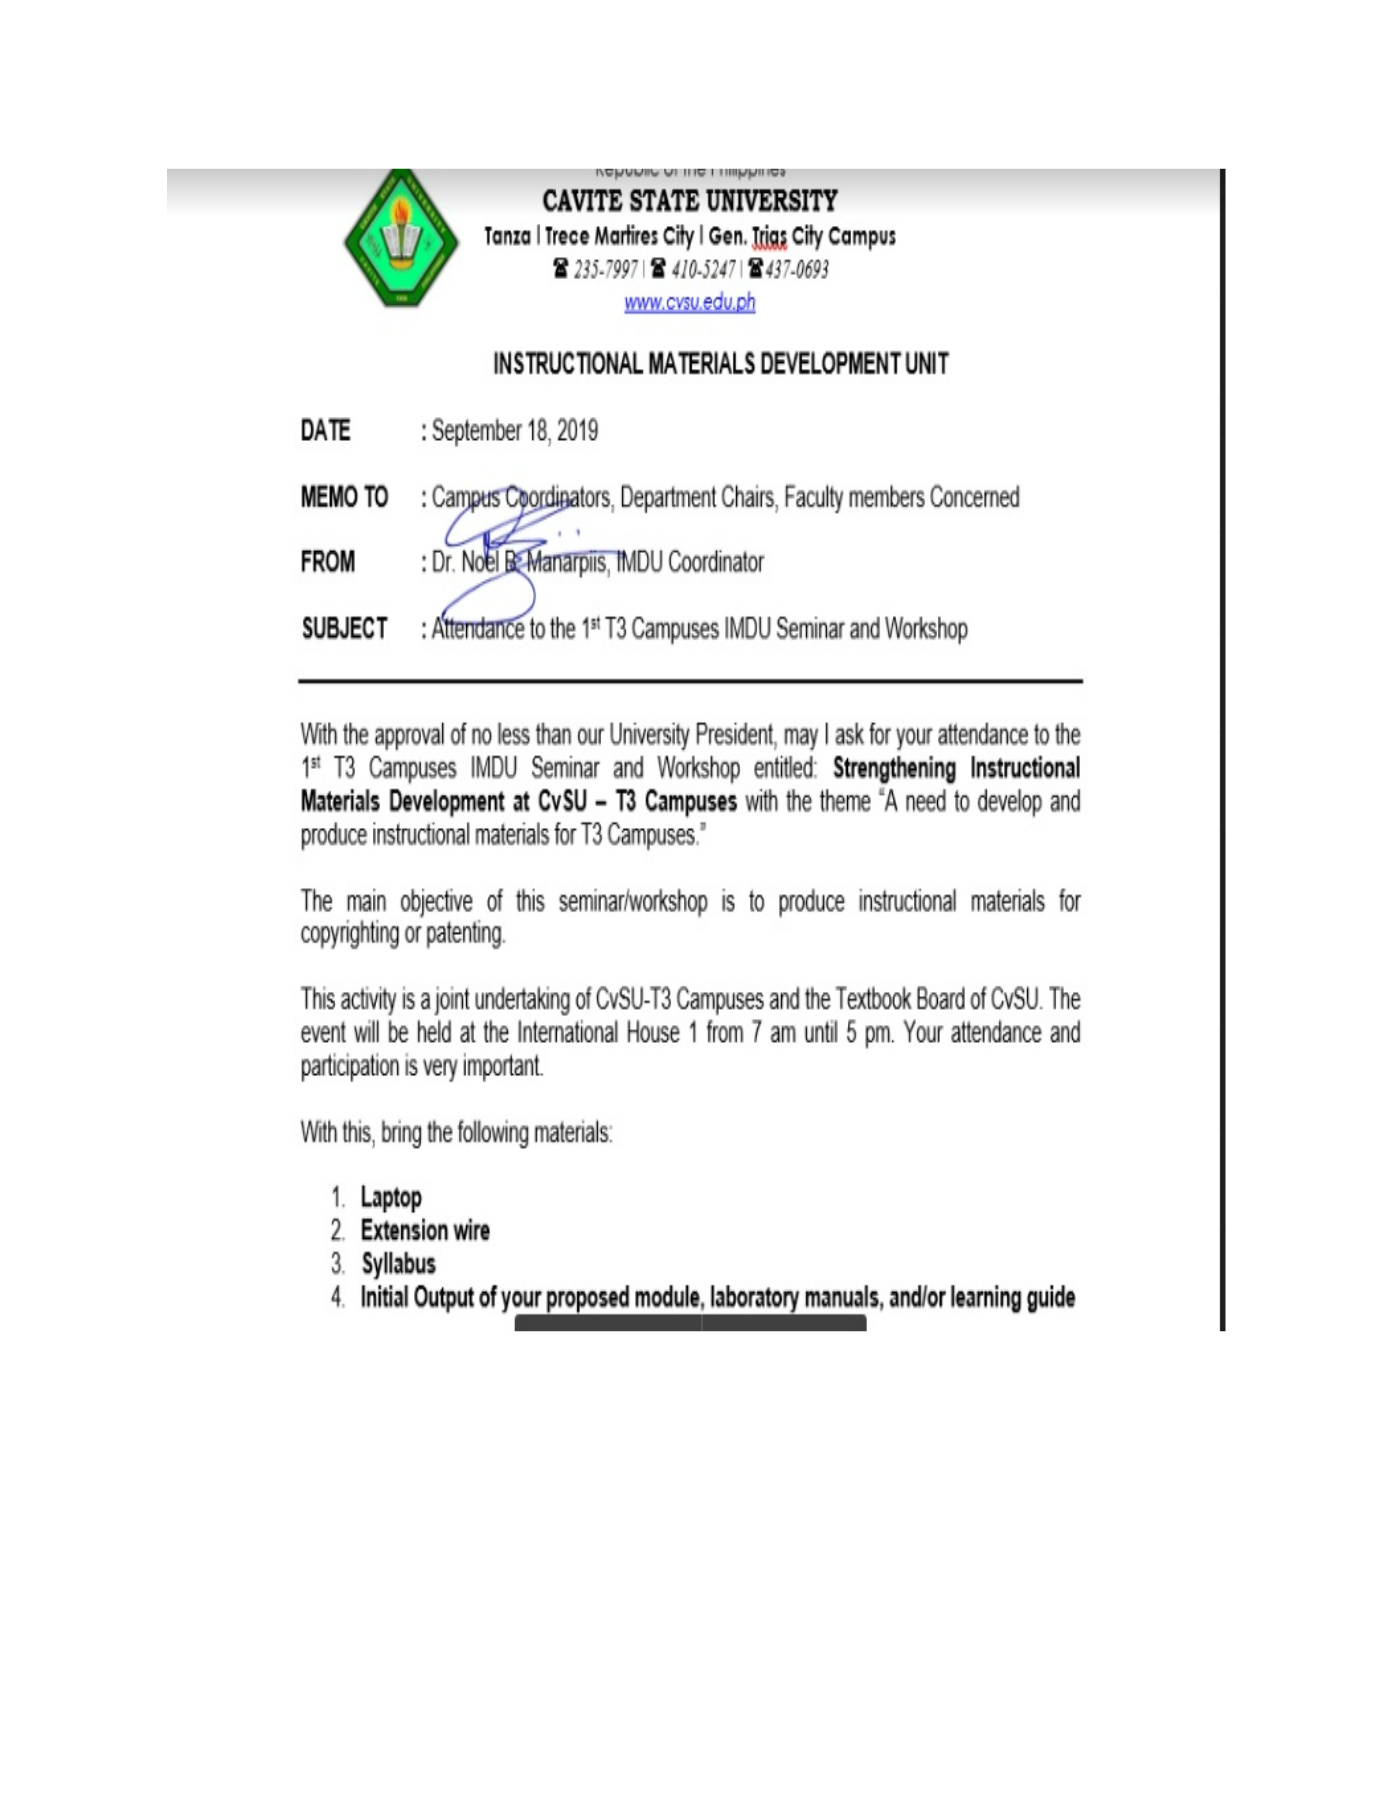 Republic of the Philippines
CAVITE STATE UNIVERSITY
Tanza | Trece Martires City | Gen. Trias City Campus
☎ 235-7997 | ☎ 410-5247 | ☎437-0693
www.cvsu.edu.ph
INSTRUCTIONAL MATERIALS DEVELOPMENT UNIT
DATE : September 18, 2019
MEMO TO : Campus Coordinators, Department Chairs, Faculty members Concerned
FROM : Dr. Noel B. Manarpiis, IMDU Coordinator
SUBJECT : Attendance to the 1st T3 Campuses IMDU Seminar and Workshop
With the approval of no less than our University President, may I ask for your attendance to the
1st T3 Campuses IMDU Seminar and Workshop entitled: Strengthening Instructional
Materials Development at CvSU – T3 Campuses with the theme “A need to develop and
produce instructional materials for T3 Campuses.”
The main objective of this seminar/workshop is to produce instructional materials for
copyrighting or patenting.
This activity is a joint undertaking of CvSU-T3 Campuses and the Textbook Board of CvSU. The
event will be held at the International House 1 from 7 am until 5 pm. Your attendance and
participation is very important.
With this, bring the following materials:
1. Laptop
2. Extension wire
3. Syllabus
4. Initial Output of your proposed module, laboratory manuals, and/or learning guide